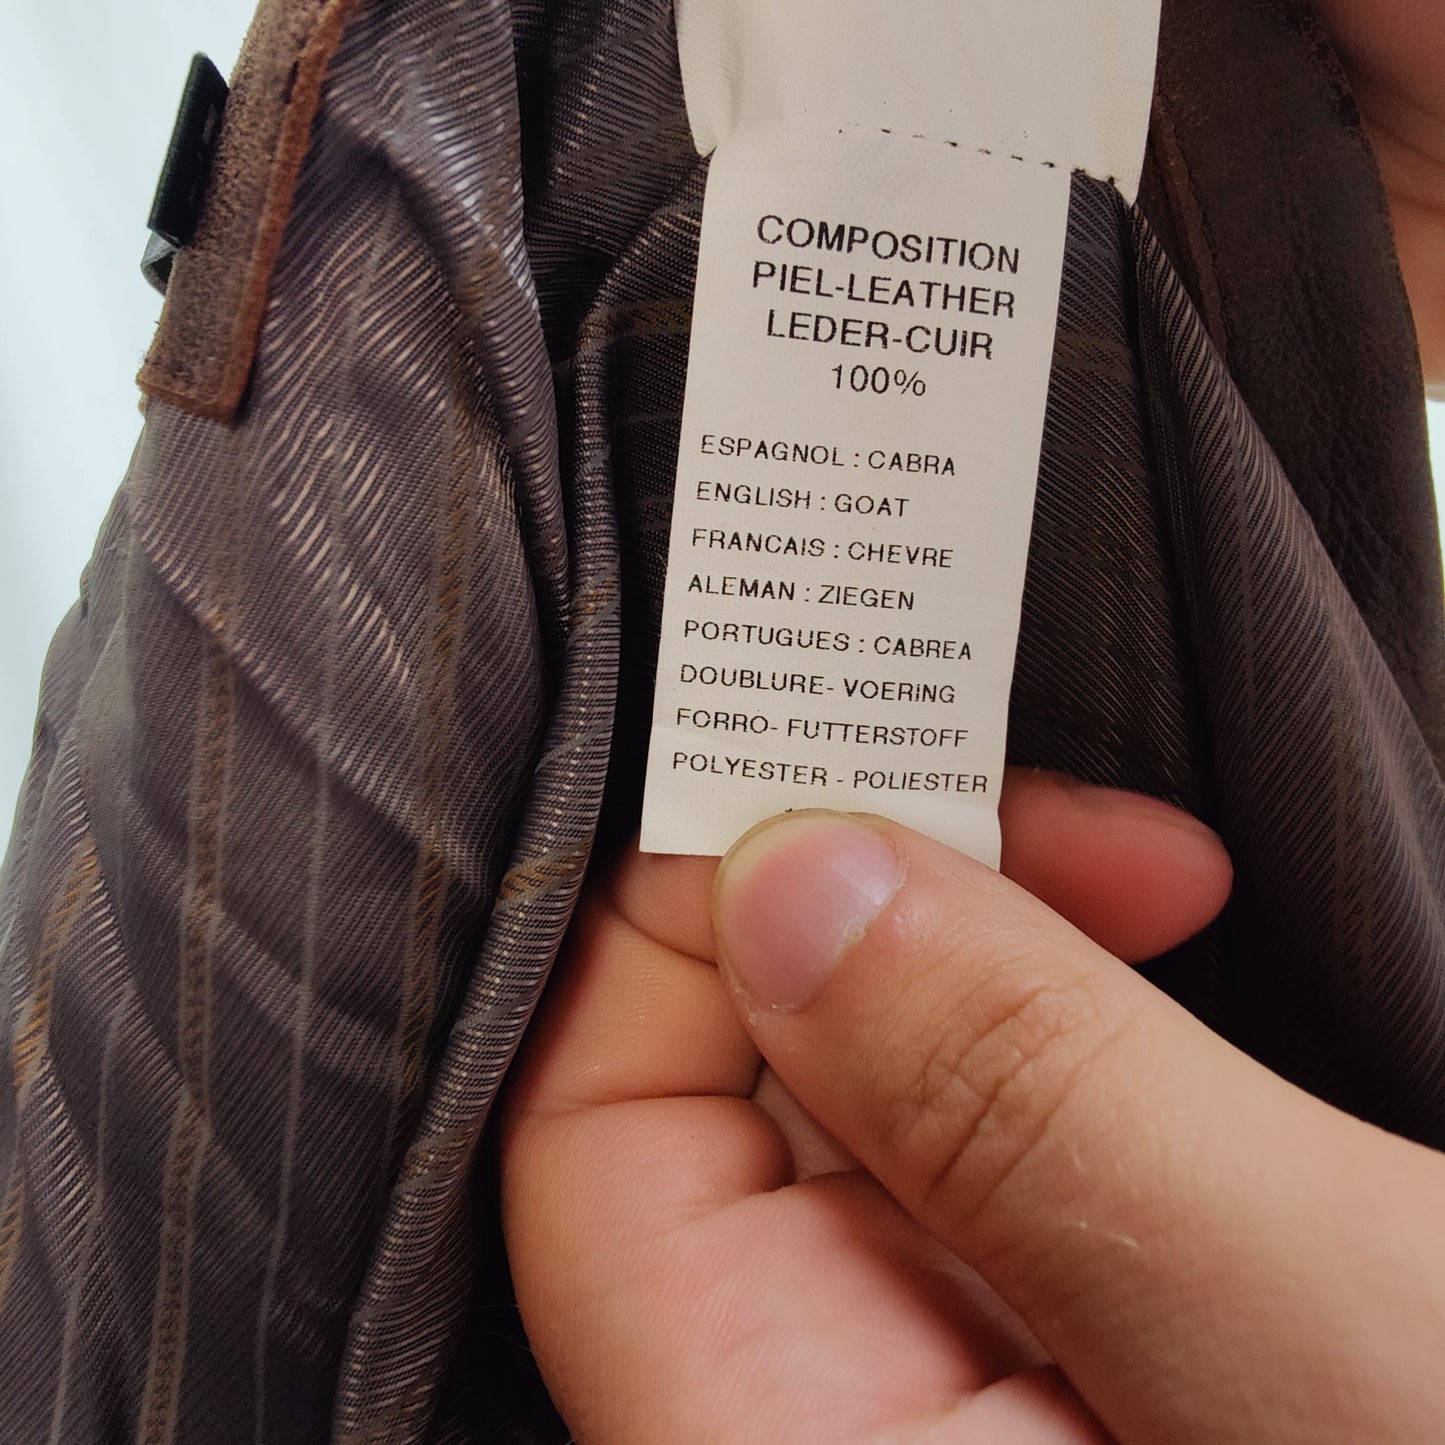 COMPOSITION
PIEL-LEATHER
LEDER-CUIR
100%
ESPAGNOL : CABRA
ENGLISH : GOAT
FRANCAIS : CHEVRE
ALEMAN : ZIEGEN
PORTUGUES : CABREA
DOUBLURE- VOERiNG
FORRO- FUTTERSTOFF
POLYESTER - POLIESTER